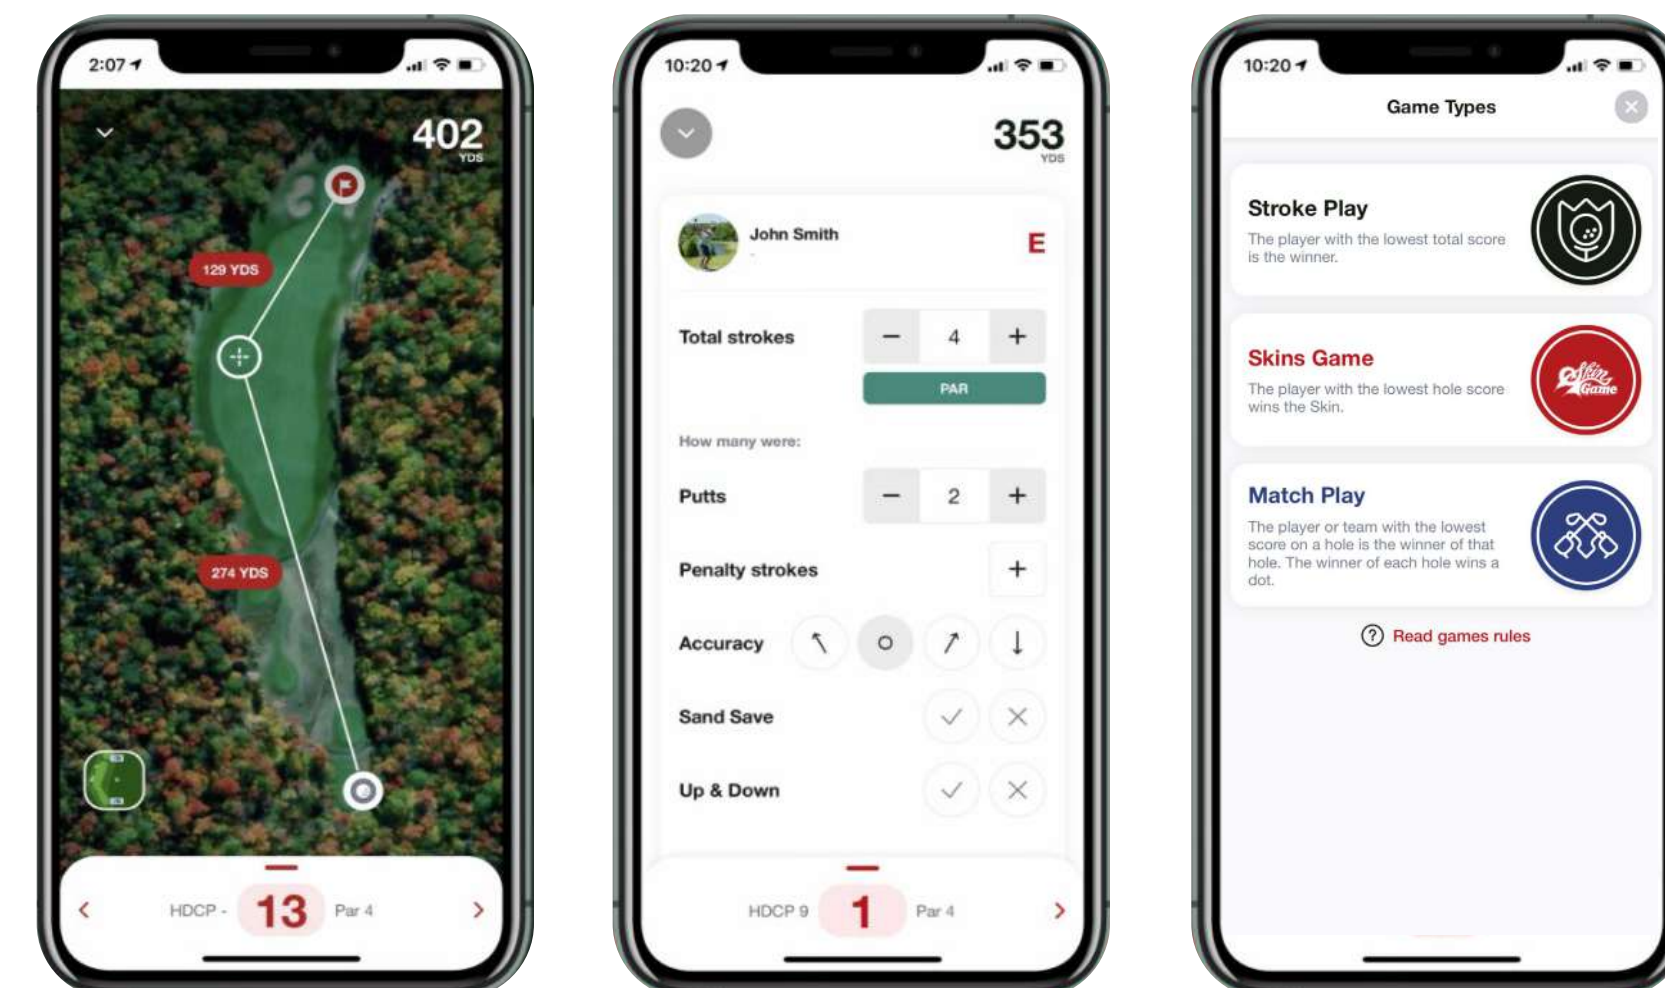 2:07
402
YDS
129 YDS
274 YDS
HDCP -
13
Par 4
10:20
353
YDS
John Smith
-
E
Total strokes
4
PAR
How many were:
Putts
2
Penalty strokes
Accuracy
Sand Save
Up & Down
HDCP 9
1
Par 4
10:20
Game Types
Stroke Play
The player with the lowest total score
is the winner.
Skins Game
The player with the lowest hole score
wins the Skin.
Skin
Game
Match Play
The player or team with the lowest
score on a hole is the winner of that
hole. The winner of each hole wins a
dot.
Read games rules